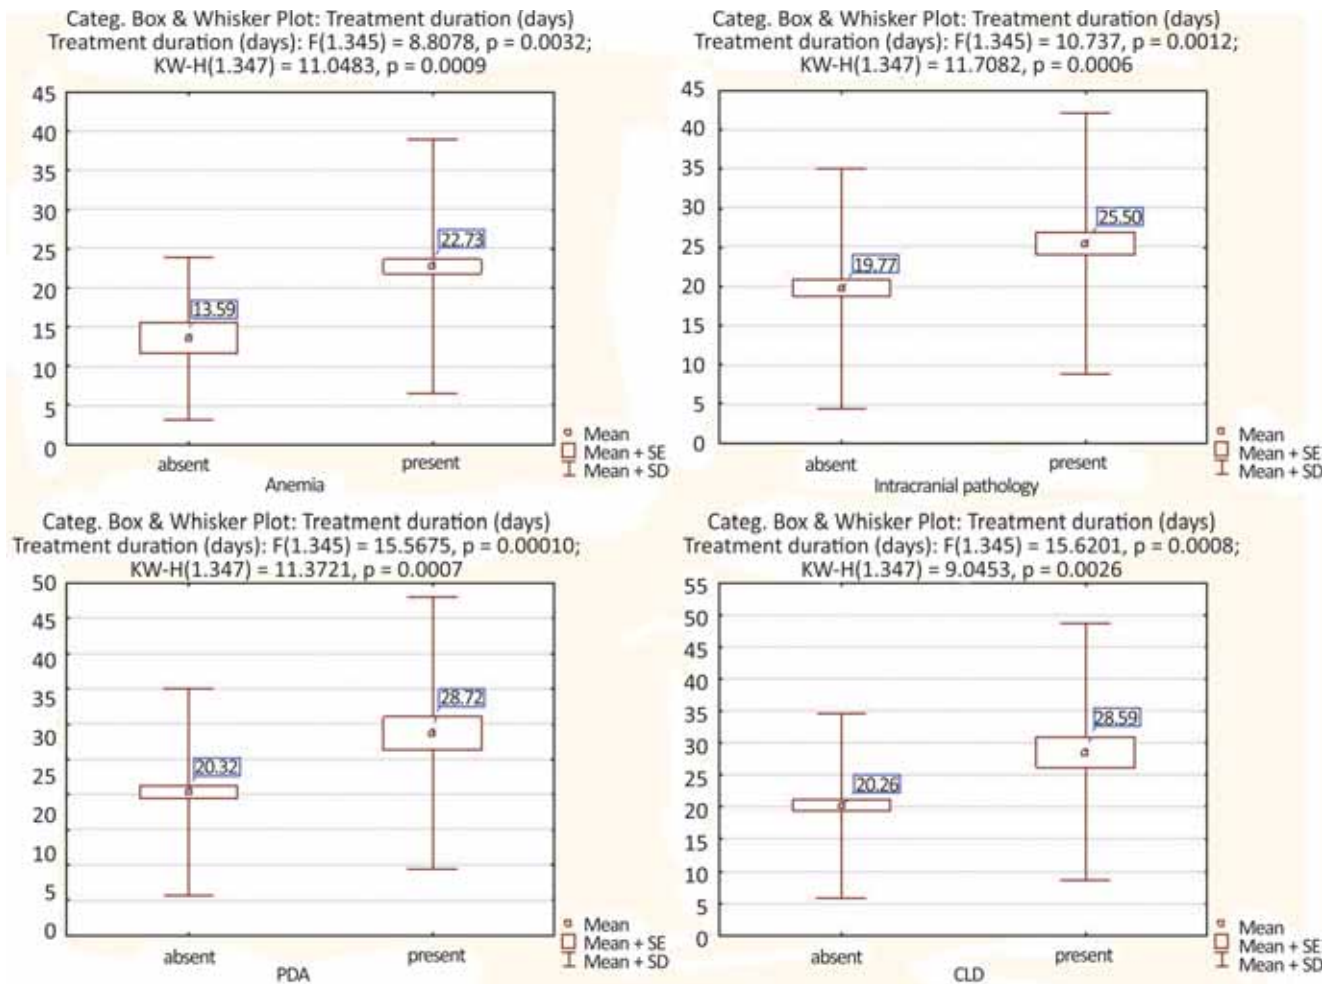 Categ. Box & Whisker Plot: Treatment duration (days)
Treatment duration (days): F(1.345) = 8.8078, p = 0.0032;
KW-H(1.347) = 11.0483, p = 0.0009
45
40
35
30
25
20
15
10
5
0
22.73
13.59
absent
present
Anemia
Mean
Mean + SE
Mean + SD
Categ. Box & Whisker Plot: Treatment duration (days)
Treatment duration (days): F(1.345) = 10.737, p = 0.0012;
KW-H(1.347) = 11.7082, p = 0.0006
45
40
35
30
25
20
15
10
5
0
25.50
19.77
absent
present
Intracranial pathology
Mean
Mean + SE
Mean + SD
Categ. Box & Whisker Plot: Treatment duration (days)
Treatment duration (days): F(1.345) = 15.5675, p = 0.00010;
KW-H(1.347) = 11.3721, p = 0.0007
50
45
40
35
30
25
20
15
10
5
0
28.72
20.32
absent
present
PDA
Mean
Mean + SE
Mean + SD
Categ. Box & Whisker Plot: Treatment duration (days)
Treatment duration (days): F(1.345) = 15.6201, p = 0.0008;
KW-H(1.347) = 9.0453, p = 0.0026
55
50
45
40
35
30
25
20
15
10
5
0
28.59
20.26
absent
present
CLD
Mean
Mean + SE
Mean + SD